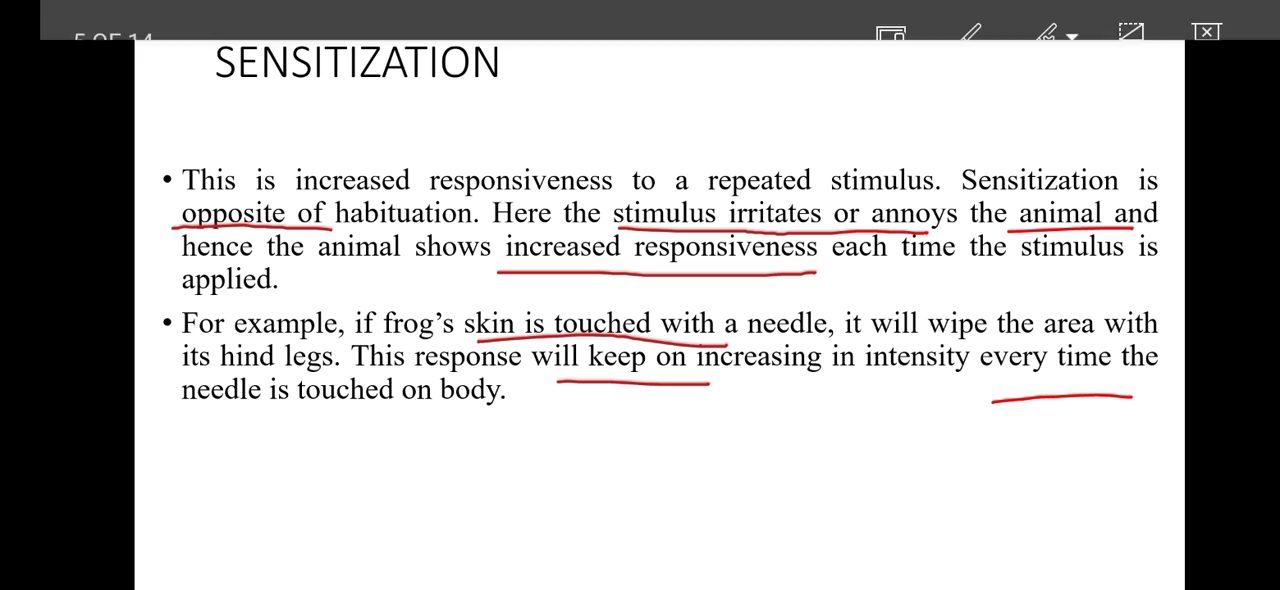 5 OF 14
SENSITIZATION
• This is increased responsiveness to a repeated stimulus. Sensitization is
opposite of habituation. Here the stimulus irritates or annoys the animal and
hence the animal shows increased responsiveness each time the stimulus is
applied.
• For example, if frog’s skin is touched with a needle, it will wipe the area with
its hind legs. This response will keep on increasing in intensity every time the
needle is touched on body.